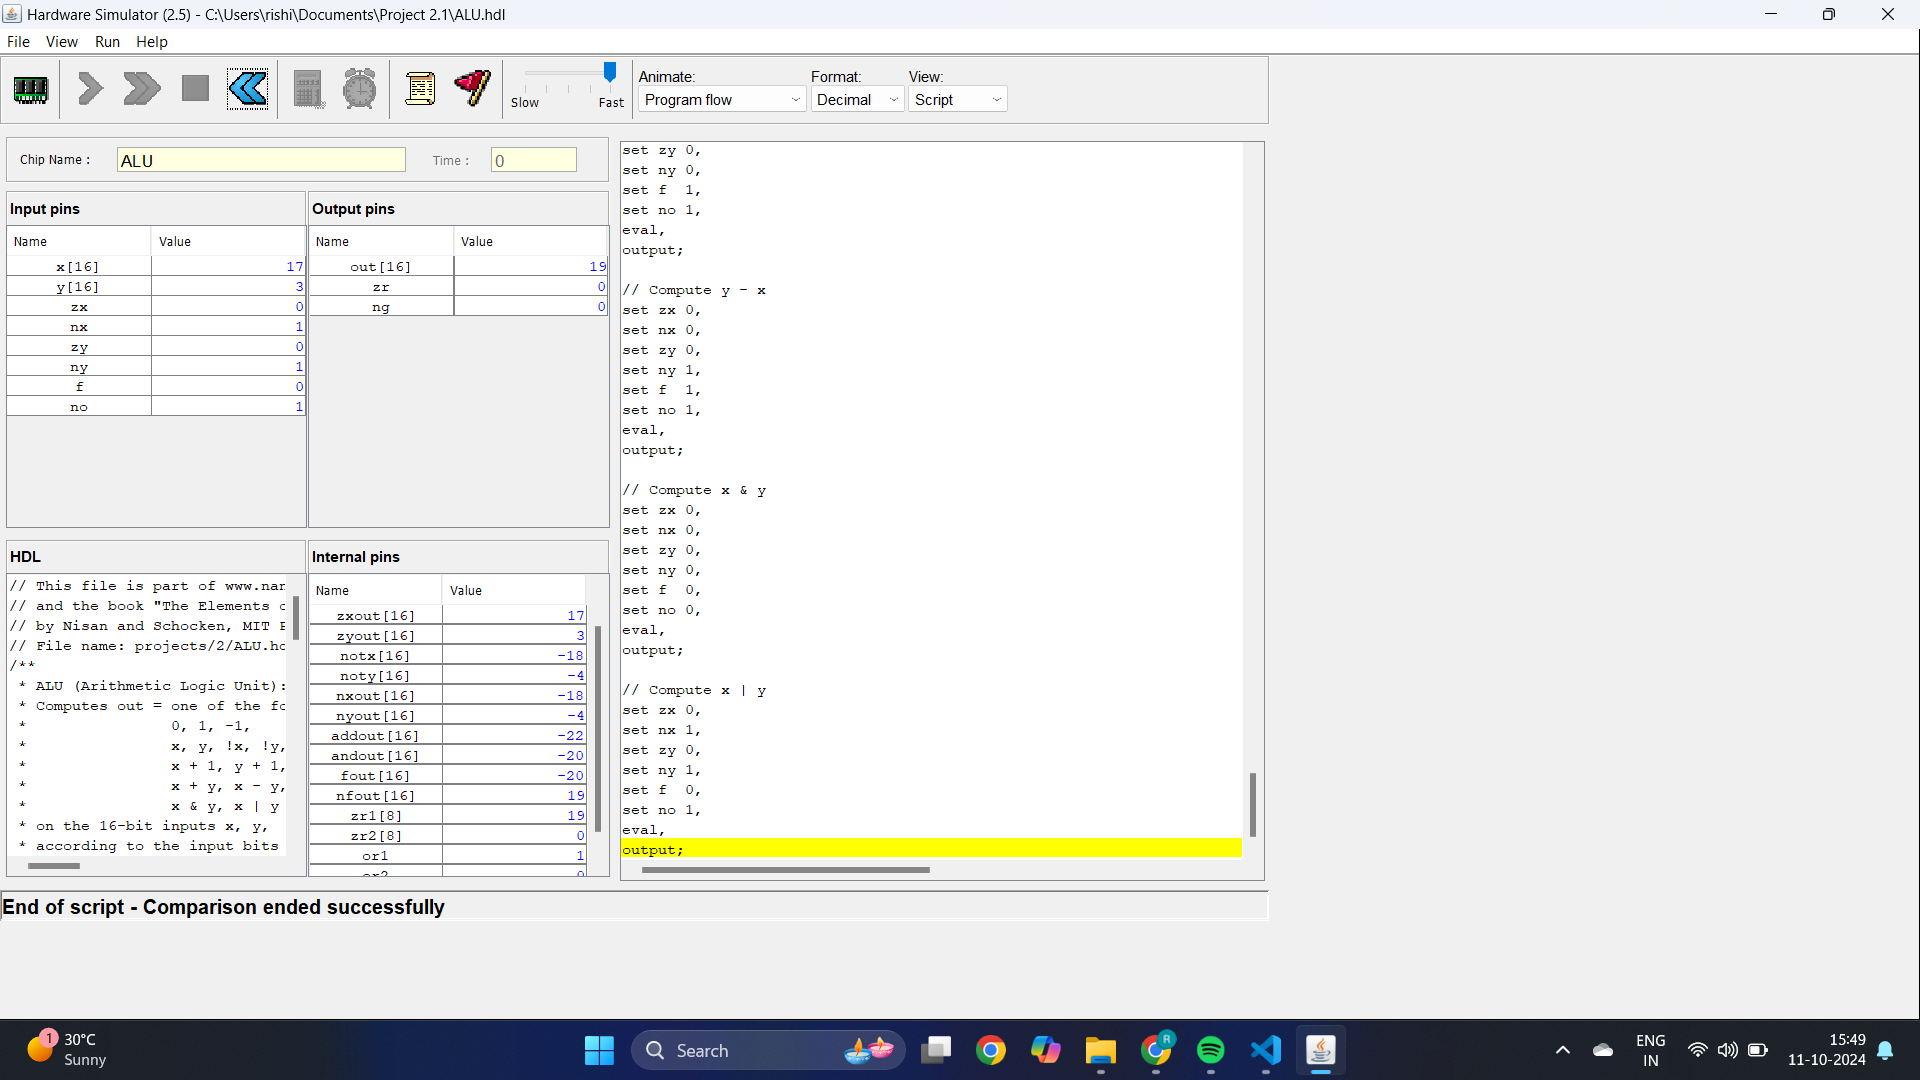 Hardware Simulator (2.5) - C:\Users\rishi\Documents\Project 2.1\ALU.hdl
File View Run Help
Slow Fast
Animate: Format: View:
Program flow Decimal Script
Chip Name : ALU Time : 0
Input pins
Name Value
x[16] 17
y[16] 3
zx 0
nx 1
zy 0
ny 1
f 0
no 1
Output pins
Name Value
out[16] 19
zr 0
ng 0
HDL
// This file is part of www.nan
// and the book "The Elements o
// by Nisan and Schocken, MIT
// File name: projects/2/ALU.hd
/**
* ALU (Arithmetic Logic Unit):
* Computes out = one of the fo
* 0, 1, -1,
* x, y, !x, !y,
* x + 1, y + 1,
* x + y, x - y,
* x & y, x | y
* on the 16-bit inputs x, y,
* according to the input bits
Internal pins
Name Value
zxout[16] 17
zyout[16] 3
notx[16] -18
noty[16] -4
nxout[16] -18
nyout[16] -4
addout[16] -22
andout[16] -20
fout[16] -20
nfout[16] 19
zr1[8] 19
zr2[8] 0
or1 1
or2 0
set zy 0,
set ny 0,
set f 1,
set no 1,
eval,
output;
// Compute y - x
set zx 0,
set nx 0,
set zy 0,
set ny 1,
set f 1,
set no 1,
eval,
output;
// Compute x & y
set zx 0,
set nx 0,
set zy 0,
set ny 0,
set f 0,
set no 0,
eval,
output;
// Compute x | y
set zx 0,
set nx 1,
set zy 0,
set ny 1,
set f 0,
set no 1,
eval,
output;
End of script - Comparison ended successfully
1
30°C
Sunny
Search
R
ENG
IN
15:49
11-10-2024